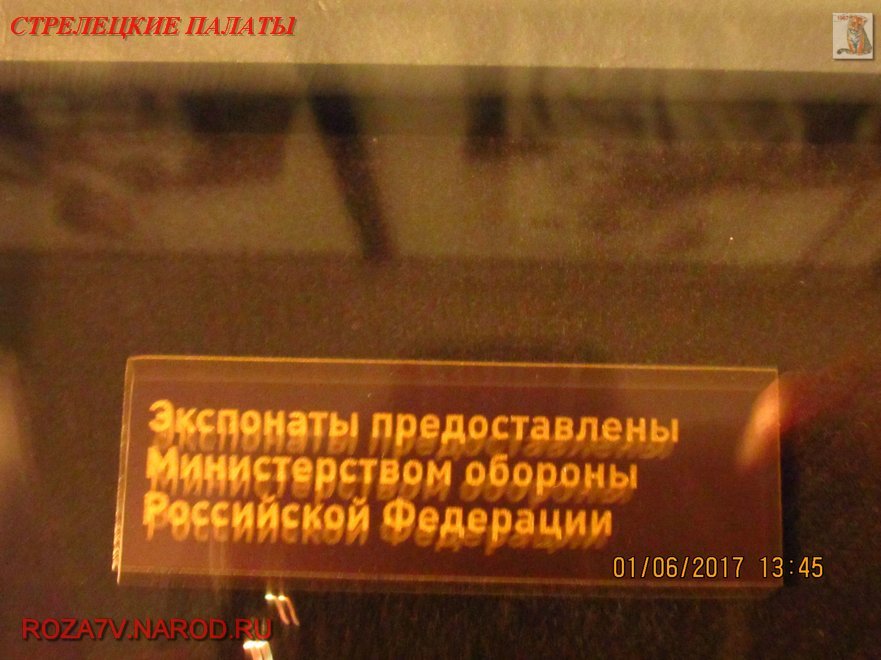 СТРЕЛЕЦКИЕ ПАЛАТЫ
Экспонаты предоставлены
Министерством обороны
Российской Федерации
01/06/2017 13:45
ROZA7V.NAROD.RU